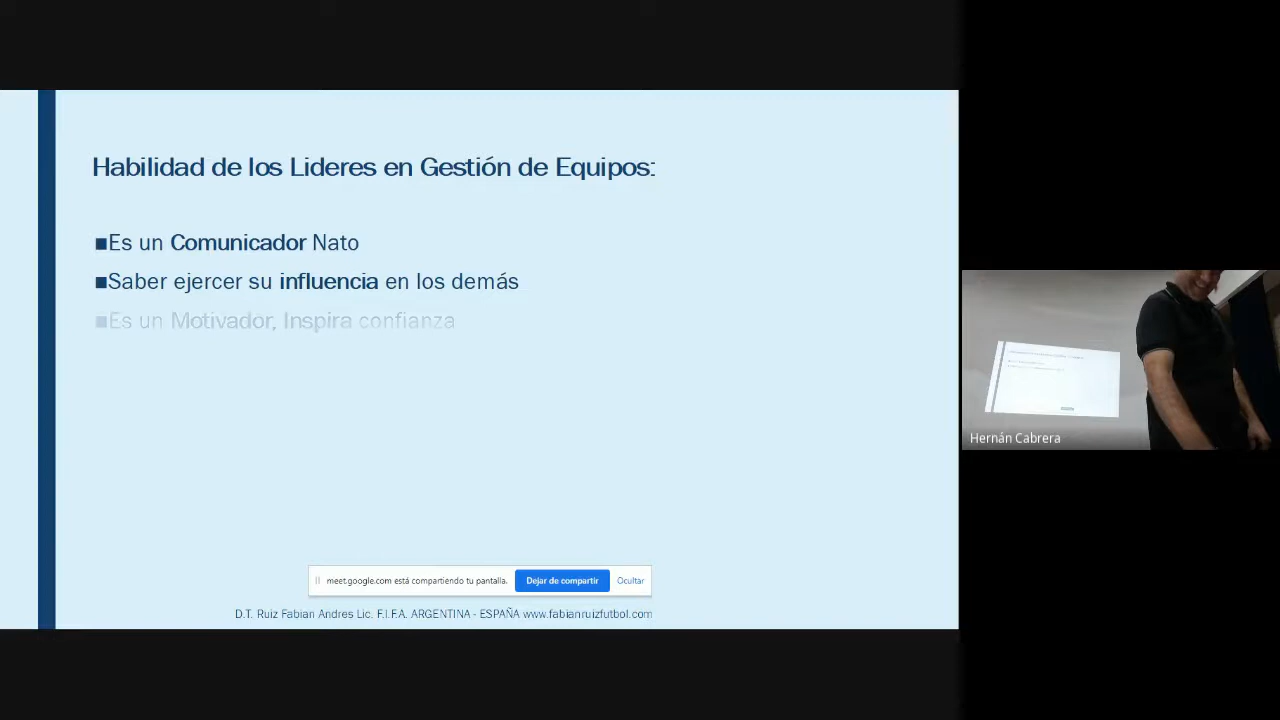 Habilidad de los Lideres en Gestión de Equipos:
■Es un Comunicador Nato
■Saber ejercer su influencia en los demás
■Es un Motivador, Inspira confianza
meet.google.com está compartiendo tu pantalla. Dejar de compartir Ocultar
D.T. Ruiz Fabian Andres Lic. F.I.F.A. ARGENTINA - ESPAÑA www.fabianruizfutbol.com
Hernán Cabrera